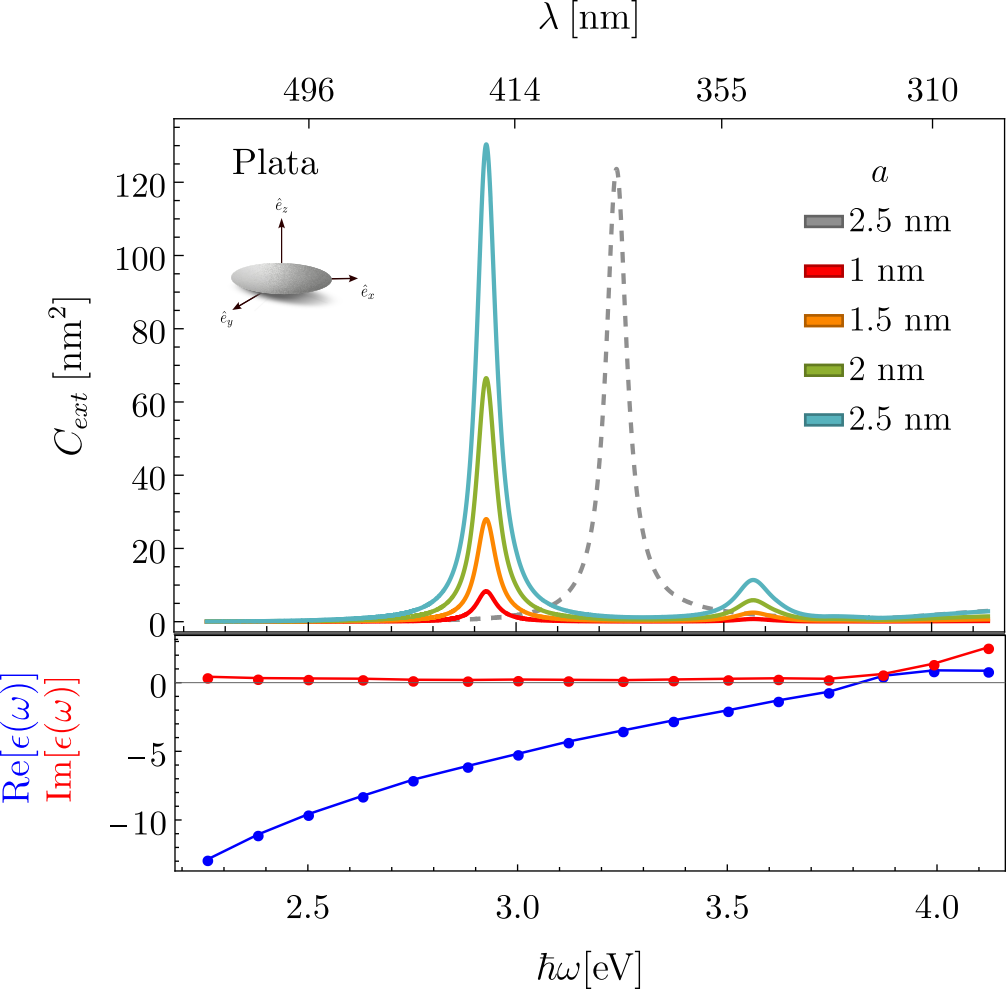 λ [nm]
496 414 355 310
Plata
ê_z
ê_x
ê_y
a
2.5 nm
1 nm
1.5 nm
2 nm
2.5 nm
C_ext [nm²]
120
100
80
60
40
20
0
Re[ϵ(ω)]
Im[ϵ(ω)]
0
−5
−10
2.5 3.0 3.5 4.0
ħω[eV]